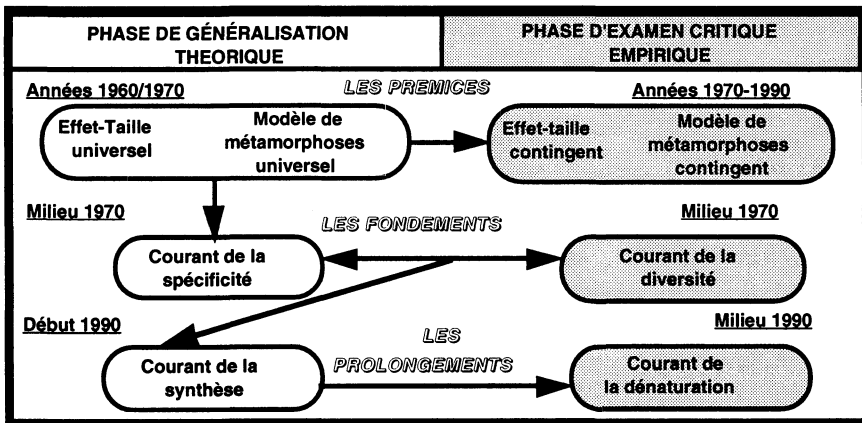 PHASE DE GÉNÉRALISATION
THEORIQUE
PHASE D'EXAMEN CRITIQUE
EMPIRIQUE
LES PREMICES
Années 1960/1970
Années 1970-1990
Effet-Taille
universel
Modèle de
métamorphoses
universel
Effet-taille
contingent
Modèle de
métamorphoses
contingent
Milieu 1970
LES FONDEMENTS
Milieu 1970
Courant de la
spécificité
Courant de la
diversité
Début 1990
LES
PROLONGEMENTS
Milieu 1990
Courant de la
synthèse
Courant de
la dénaturation